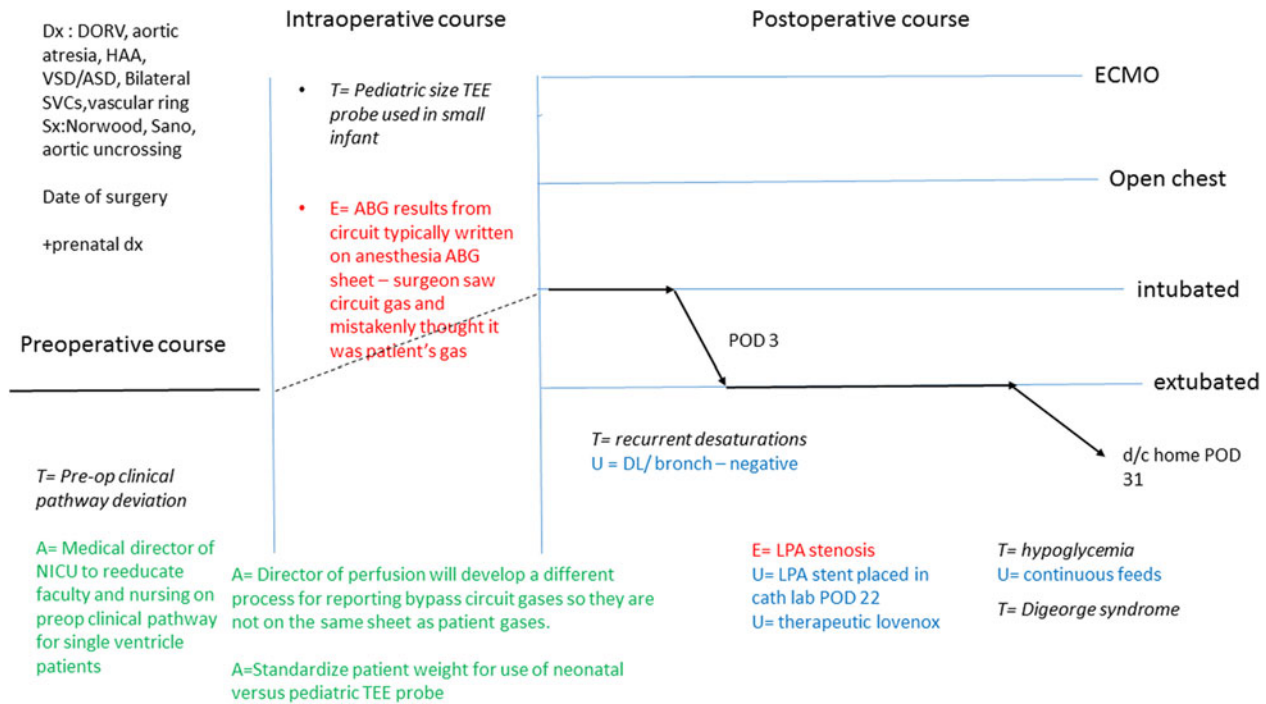 Dx : DORV, aortic
atresia, HAA,
VSD/ASD, Bilateral
SVCs,vascular ring
Sx:Norwood, Sano,
aortic uncrossing
Date of surgery
+prenatal dx
Preoperative course
T= Pre-op clinical
pathway deviation
A= Medical director of
NICU to reeducate
faculty and nursing on
preop clinical pathway
for single ventricle
patients
Intraoperative course
• T= Pediatric size TEE
probe used in small
infant
• E= ABG results from
circuit typically written
on anesthesia ABG
sheet – surgeon saw
circuit gas and
mistakenly thought it
was patient's gas
A= Director of perfusion will develop a different
process for reporting bypass circuit gases so they are
not on the same sheet as patient gases.
A=Standardize patient weight for use of neonatal
versus pediatric TEE probe
Postoperative course
ECMO
Open chest
intubated
POD 3
extubated
T= recurrent desaturations
U = DL/ bronch – negative
d/c home POD
31
E= LPA stenosis
U= LPA stent placed in
cath lab POD 22
U= therapeutic lovenox
T= hypoglycemia
U= continuous feeds
T= Digeorge syndrome